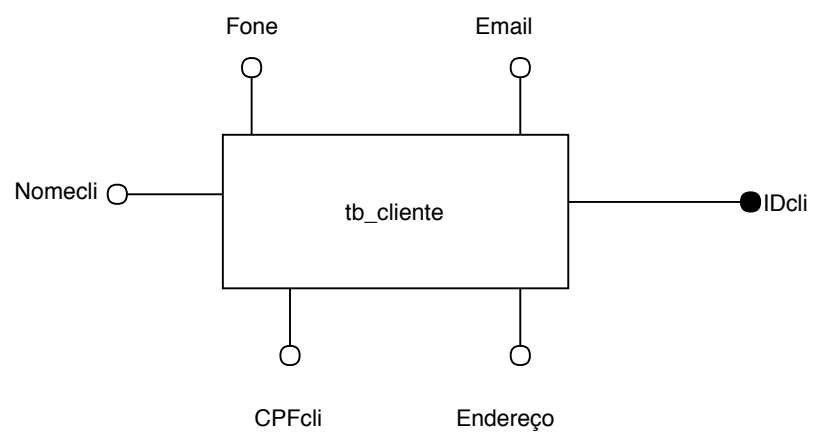 Fone
Email
Nomecli
IDcli
tb_cliente
CPFcli
Endereço